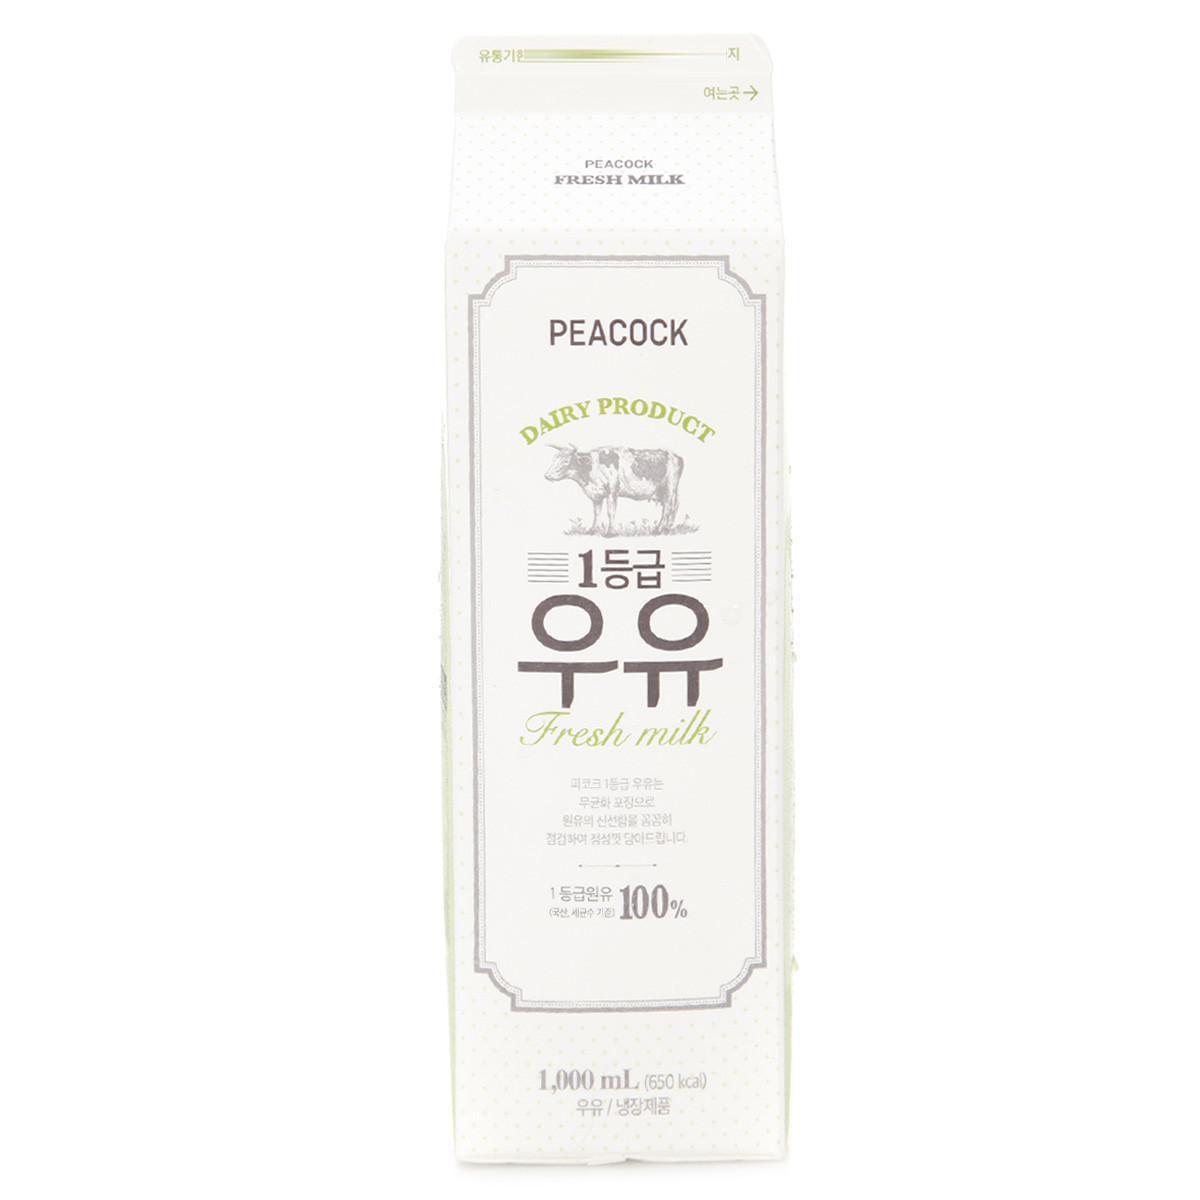 유통기한 지
여는곳→
PEACOCK
FRESH MILK
PEACOCK
DAIRY PRODUCT
1등급
우유
Fresh milk
피코크 1등급 우유는
무균화 포장으로
원유의 신선함을 꼼꼼히
점검하여 정성껏 담아드립니다.
1 등급원유 100%
(국산, 세균수 기준)
1,000 mL (650 kcal)
우유 / 냉장제품